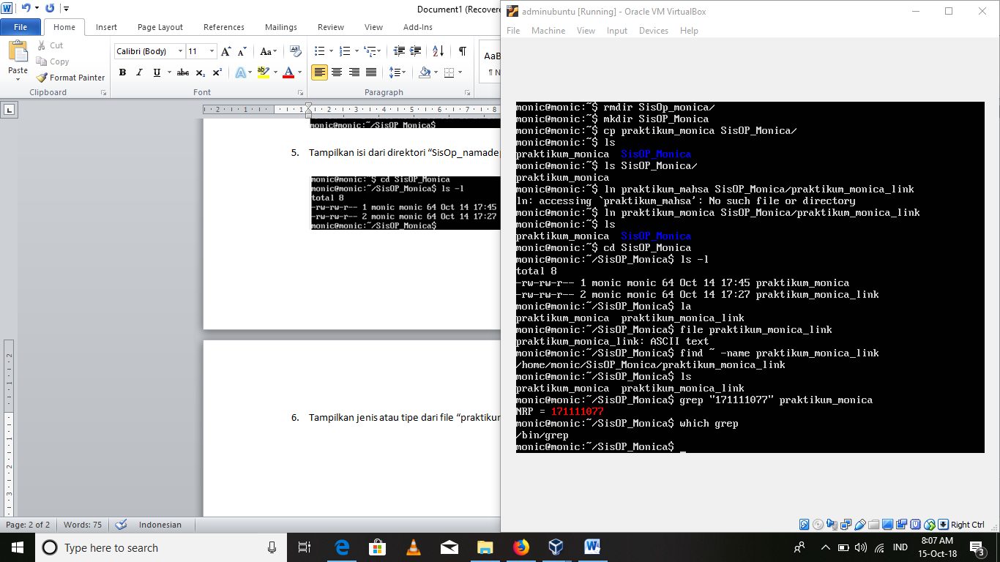 Document1 (Recovere
File Home Insert Page Layout References Mailings Review View Add-Ins
Cut
Copy
Format Painter
Paste
Calibri (Body) 11
Clipboard Font Paragraph
monic@monic:~/SisOP_Monica$
5. Tampilkan isi dari direktori “SisOp_namadep
monic@monic: $ cd SisOP_Monica
monic@monic:~/SisOP_Monica$ ls -l
total 8
-rw-rw-r-- 1 monic monic 64 Oct 14 17:45
-rw-rw-r-- 2 monic monic 64 Oct 14 17:27
monic@monic:~/SisOP_Monica$
6. Tampilkan jenis atau tipe dari file “praktikum
Page: 2 of 2 Words: 75 Indonesian
adminubuntu [Running] - Oracle VM VirtualBox
File Machine View Input Devices Help
monic@monic:~$ rmdir SisOp_monica/
monic@monic:~$ mkdir SisOP_Monica
monic@monic:~$ cp praktikum_monica SisOP_Monica/
monic@monic:~$ ls
praktikum_monica SisOP_Monica
monic@monic:~$ ls SisOP_Monica/
praktikum_monica
monic@monic:~$ ln praktikum_mahsa SisOP_Monica/praktikum_monica_link
ln: accessing `praktikum_mahsa': No such file or directory
monic@monic:~$ ln praktikum_monica SisOP_Monica/praktikum_monica_link
monic@monic:~$ ls
praktikum_monica SisOP_Monica
monic@monic:~$ cd SisOP_Monica
monic@monic:~/SisOP_Monica$ ls -l
total 8
-rw-rw-r-- 1 monic monic 64 Oct 14 17:45 praktikum_monica
-rw-rw-r-- 2 monic monic 64 Oct 14 17:27 praktikum_monica_link
monic@monic:~/SisOP_Monica$ la
praktikum_monica praktikum_monica_link
monic@monic:~/SisOP_Monica$ file praktikum_monica_link
praktikum_monica_link: ASCII text
monic@monic:~/SisOP_Monica$ find ~ -name praktikum_monica_link
/home/monic/SisOP_Monica/praktikum_monica_link
monic@monic:~/SisOP_Monica$ ls
praktikum_monica praktikum_monica_link
monic@monic:~/SisOP_Monica$ grep "171111077" praktikum_monica
NRP = 171111077
monic@monic:~/SisOP_Monica$ which grep
/bin/grep
monic@monic:~/SisOP_Monica$ _
Right Ctrl
Type here to search
IND
8:07 AM
15-Oct-18
3